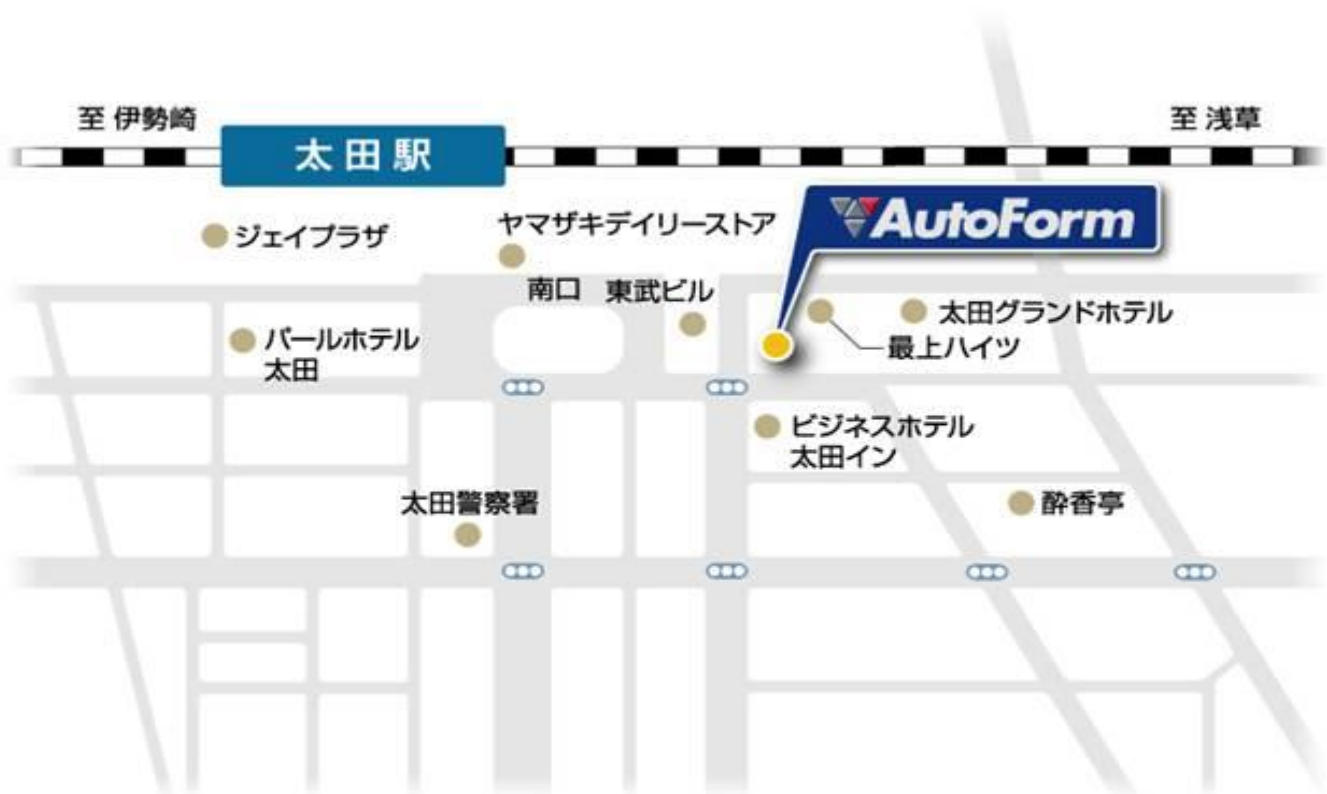 至 伊勢崎
至 浅草
太田駅
AutoForm
ヤマザキデイリーストア
ジェイプラザ
南口
東武ビル
太田グランドホテル
最上ハイツ
パールホテル
太田
ビジネスホテル
太田イン
太田警察署
酔香亭